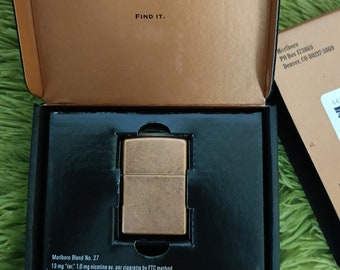 FIND IT.
Marlboro
PO Box
Denver, CO
Marlboro Blend No. 27
13 mg "tar," 1.0 mg nicotine av. per cigarette by FTC method